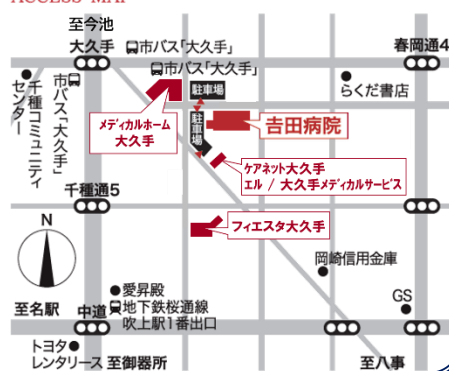 ACCESS MAP
至今池
大久手
市バス「大久手」
市バス「大久手」
春岡通4
千種コミュニティ
センター
市バス「大久手」
駐車場
らくだ書店
メディカルホーム
大久手
駐車場
吉田病院
ケアネット大久手
エル / 大久手メディカルサービス
千種通5
N
フィエスタ大久手
岡崎信用金庫
愛昇殿
地下鉄桜通線
吹上駅1番出口
GS
至名駅
中道
トヨタ
レンタリース
至御器所
至八事